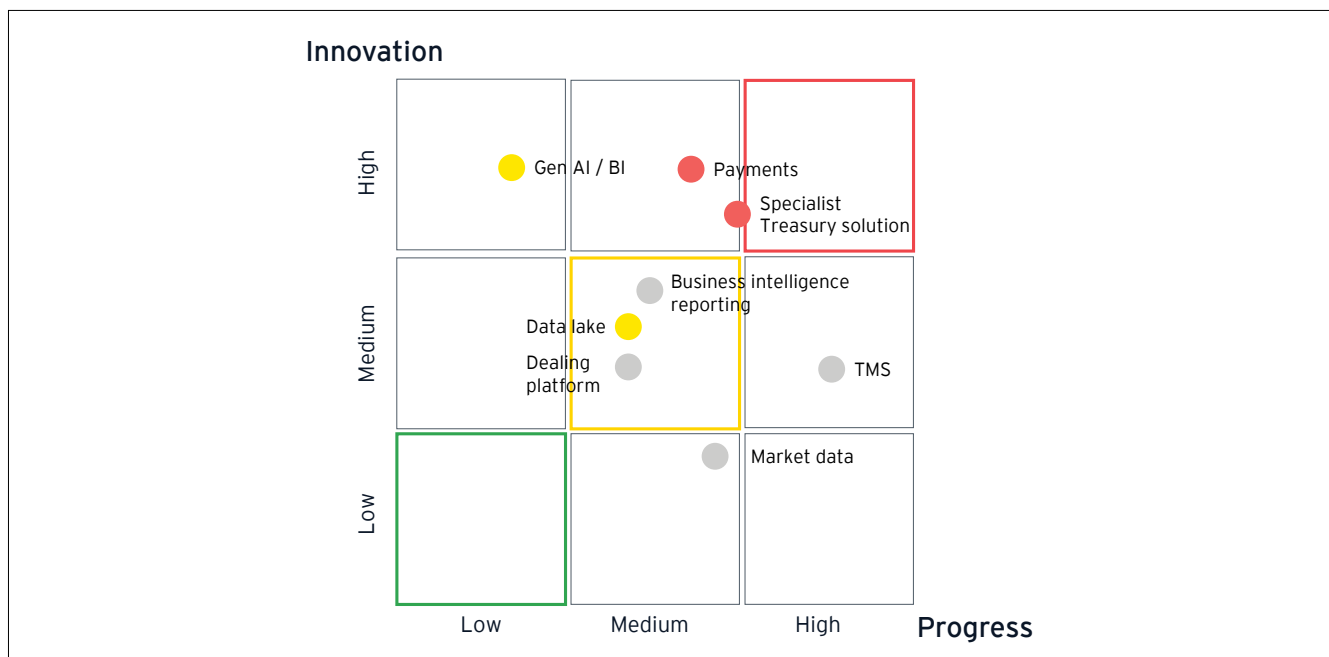 Innovation
High
Gen AI / BI
Payments
Specialist
Treasury solution
Medium
Business intelligence
reporting
Data lake
Dealing
platform
TMS
Low
Market data
Low
Medium
High
Progress